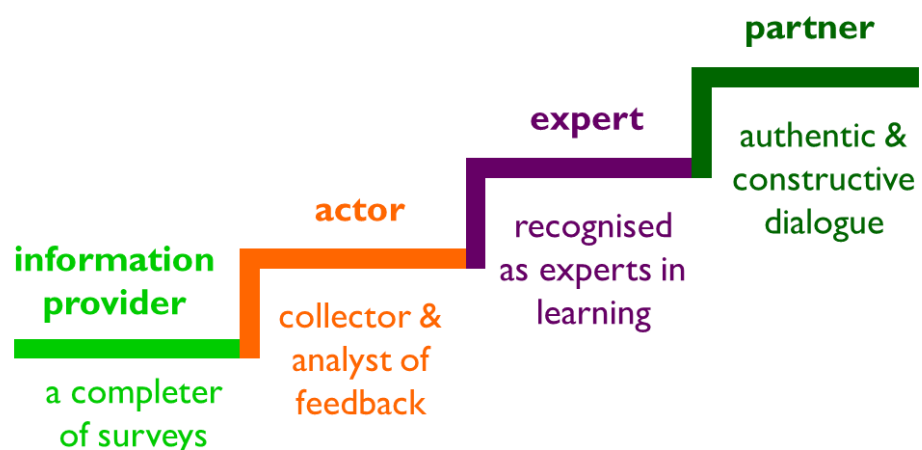 information
provider
a completer
of surveys
actor
collector &
analyst of
feedback
expert
recognised
as experts in
learning
partner
authentic &
constructive
dialogue